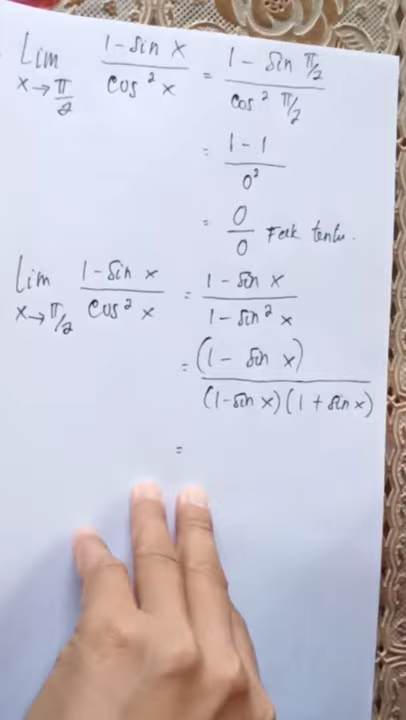 Lim x→π/2 1-sin x / cos² x = 1 - sin π/2 / cos² π/2
= 1-1 / 0²
= 0/0 tentu.
Lim x→π/2 1-sin x / cos² x = 1-sin x / 1-sin² x
= (1- sin x) / (1-sin x)(1+sin x)
=